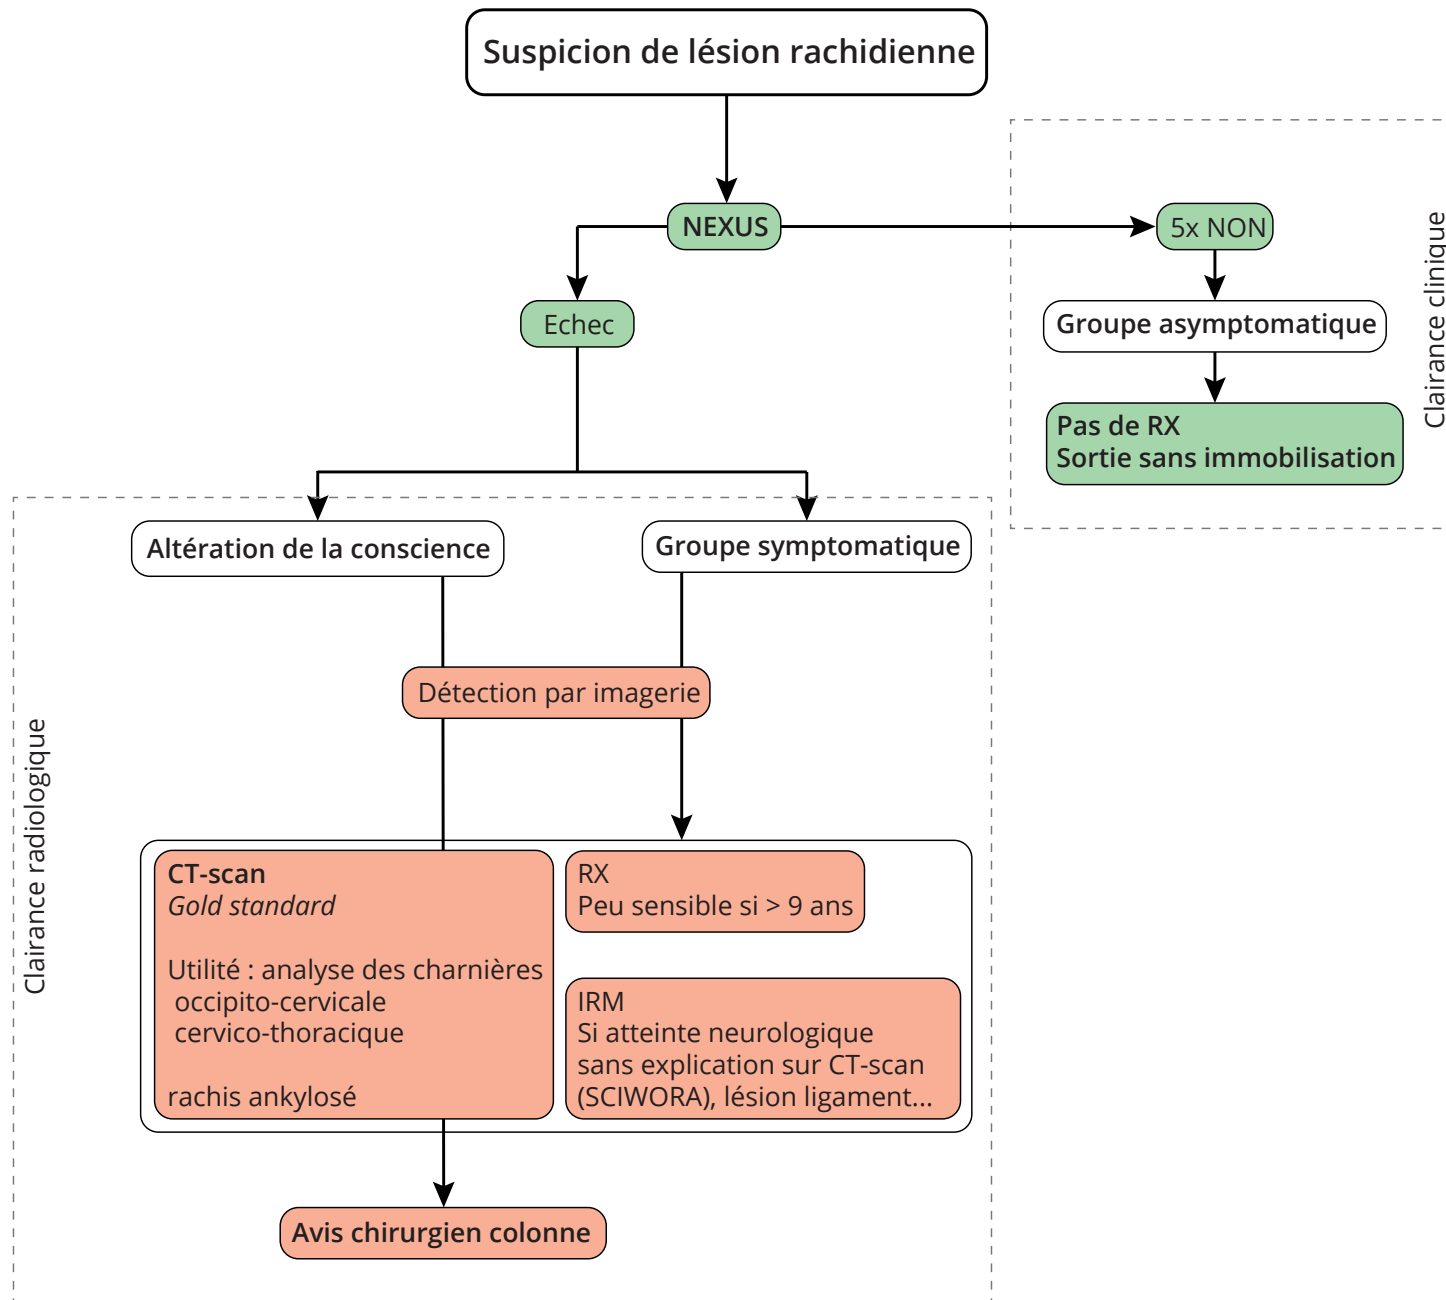 Suspicion de lésion rachidienne
NEXUS
5x NON
Echec
Groupe asymptomatique
Pas de RX
Sortie sans immobilisation
Clairance clinique
Altération de la conscience
Groupe symptomatique
Détection par imagerie
Clairance radiologique
CT-scan
Gold standard
Utilité : analyse des charnières
occipito-cervicale
cervico-thoracique
rachis ankylosé
RX
Peu sensible si > 9 ans
IRM
Si atteinte neurologique
sans explication sur CT-scan
(SCIWORA), lésion ligament...
Avis chirurgien colonne